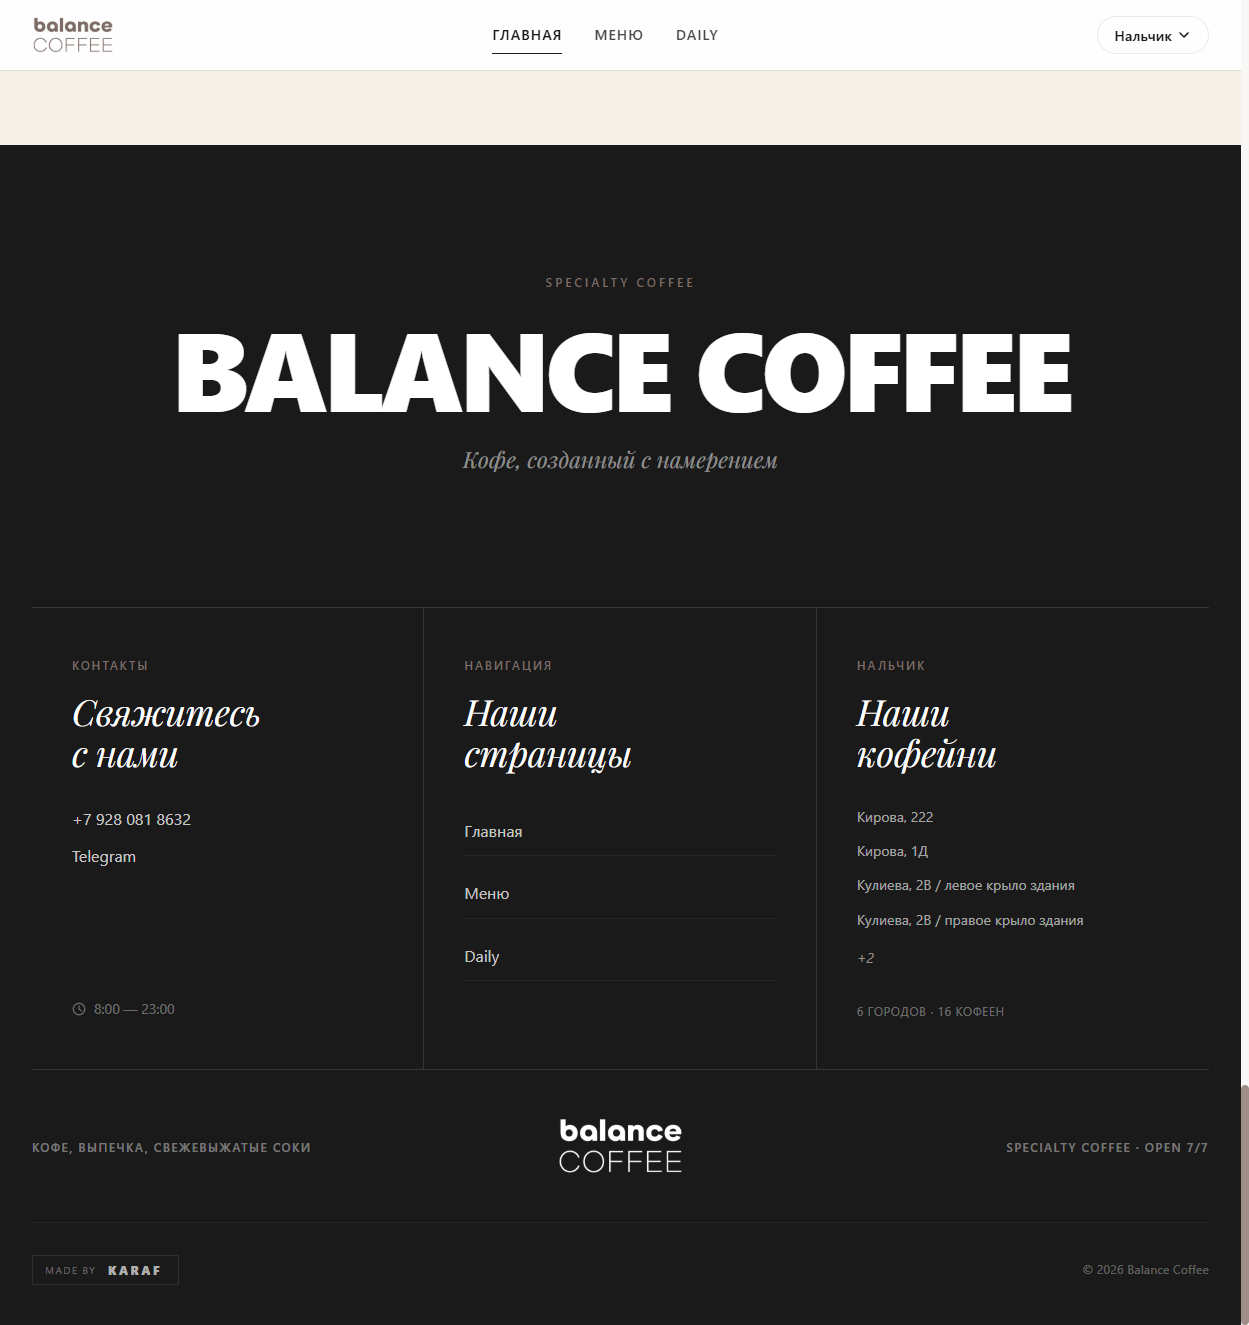 balance
COFFEE
ГЛАВНАЯ
МЕНЮ
DAILY
Нальчик
SPECIALTY COFFEE
BALANCE COFFEE
Кофе, созданный с намерением
КОНТАКТЫ
Свяжитесь
с нами
+7 928 081 8632
Telegram
8:00 — 23:00
НАВИГАЦИЯ
Наши
страницы
Главная
Меню
Daily
НАЛЬЧИК
Наши
кофейни
Кирова, 222
Кирова, 1Д
Кулиева, 2В / левое крыло здания
Кулиева, 2В / правое крыло здания
+2
6 ГОРОДОВ · 16 КОФЕЕН
КОФЕ, ВЫПЕЧКА, СВЕЖЕВЫЖАТЫЕ СОКИ
balance
COFFEE
SPECIALTY COFFEE · OPEN 7/7
MADE BY KARAF
© 2026 Balance Coffee